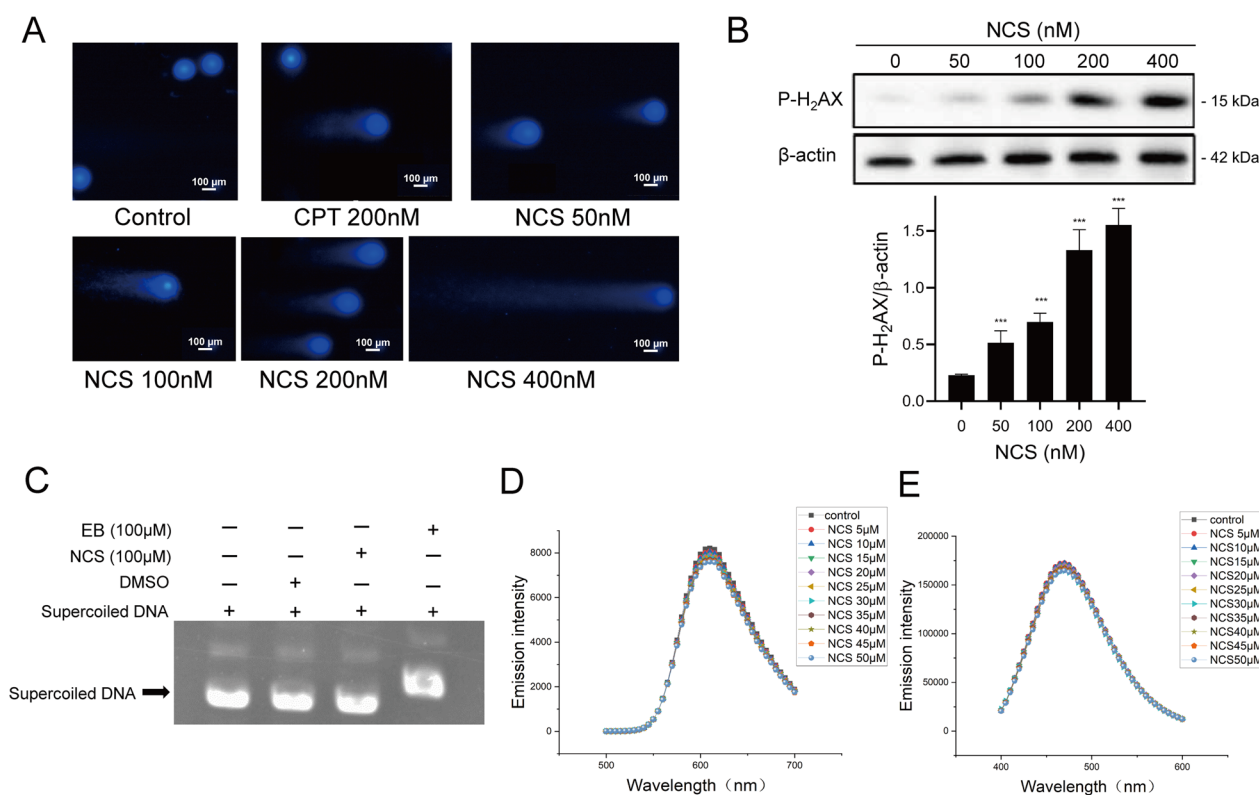 A
100 μm
100 μm
100 μm
Control
CPT 200nM
NCS 50nM
100 μm
100 μm
100 μm
NCS 100nM
NCS 200nM
NCS 400nM
B
NCS (nM)
0 50 100 200 400
P-H₂AX
- 15 kDa
β-actin
- 42 kDa
P-H₂AX/β-actin
1.5
1.0
0.5
0.0
***
***
***
***
0 50 100 200 400
NCS (nM)
C
EB (100μM) — — — +
NCS (100μM) — — + —
DMSO — + — —
Supercoiled DNA + + + +
Supercoiled DNA
D
Emission intensity
8000
6000
4000
2000
0
500 600 700
Wavelength（nm）
control
NCS 5μM
NCS 10μM
NCS 15μM
NCS 20μM
NCS 25μM
NCS 30μM
NCS 35μM
NCS 40μM
NCS 45μM
NCS 50μM
E
Emission intensity
200000
150000
100000
50000
0
400 500 600
Wavelength（nm）
control
NCS 5μM
NCS10μM
NCS15μM
NCS20μM
NCS25μM
NCS30μM
NCS35μM
NCS40μM
NCS45μM
NCS50μM